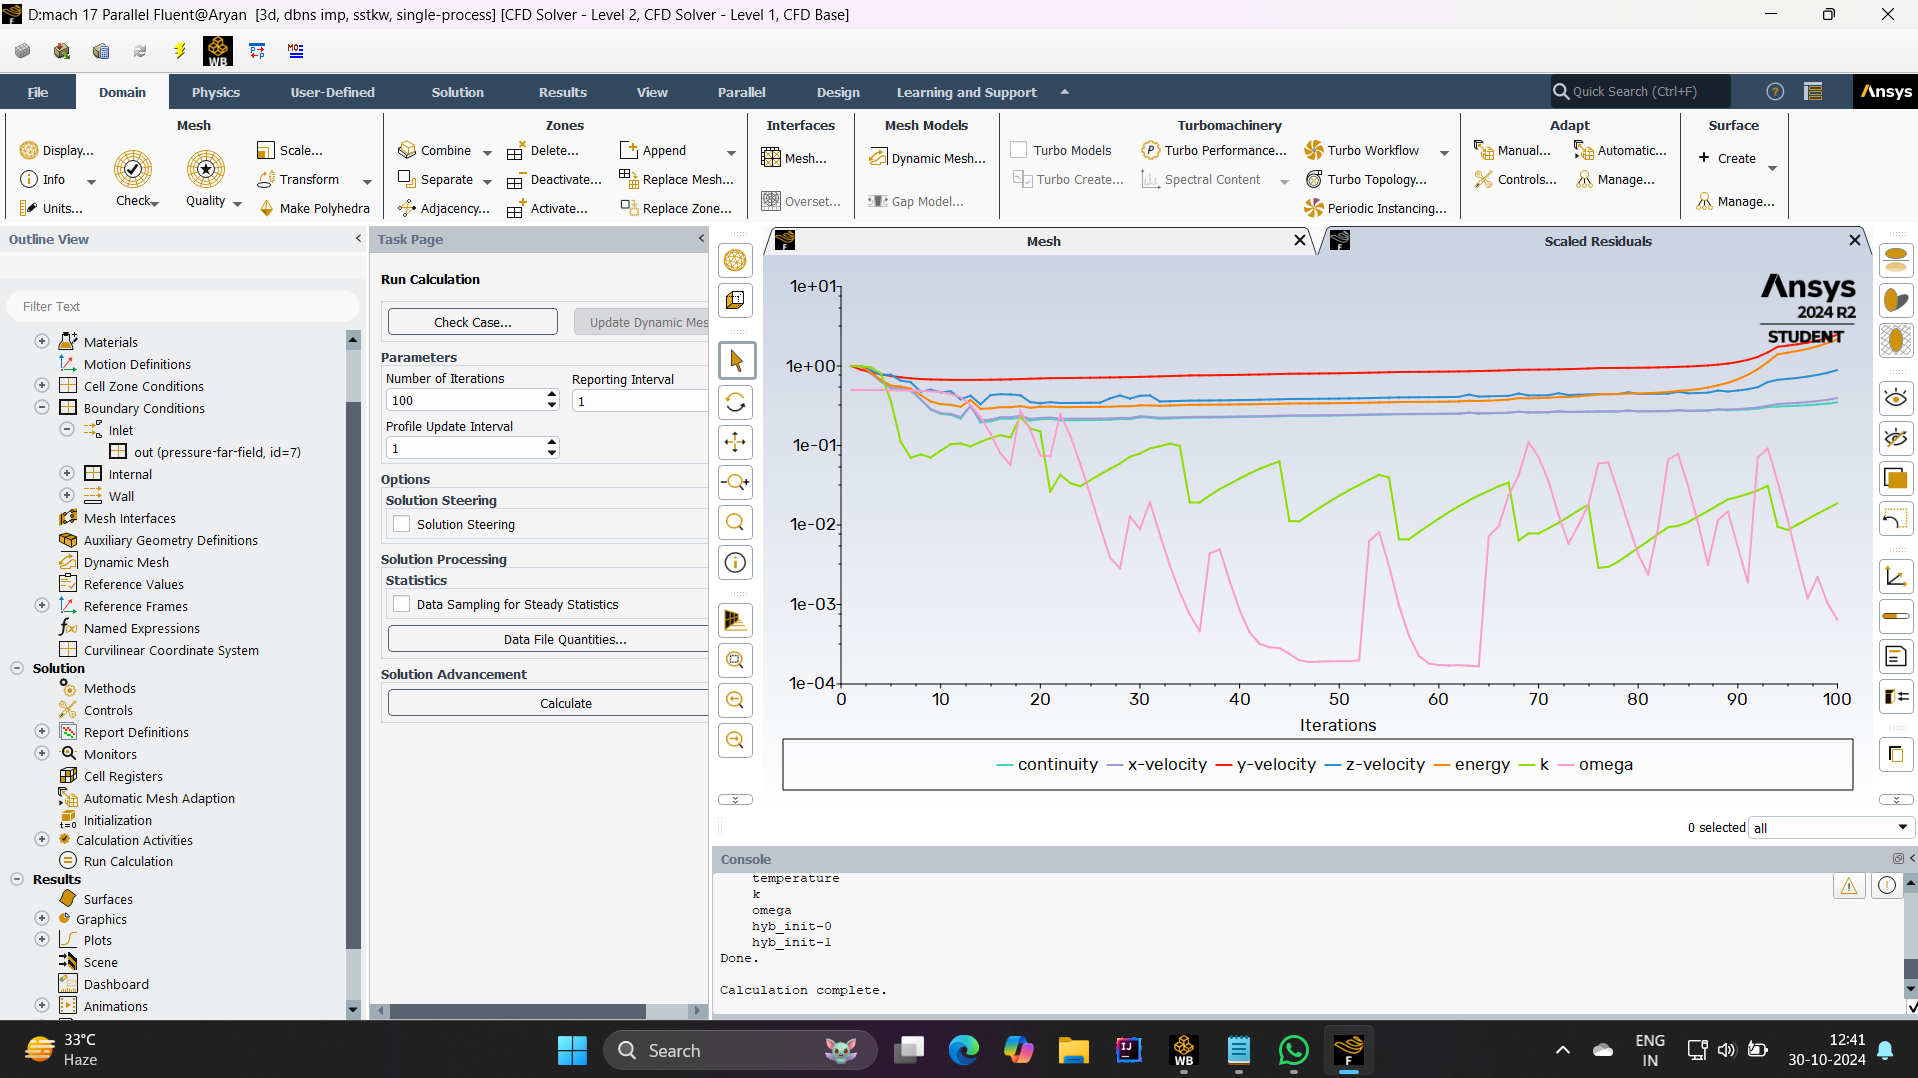 D:mach 17 Parallel Fluent@Aryan [3d, dbns imp, sstkw, single-process] [CFD Solver - Level 2, CFD Solver - Level 1, CFD Base]
WB
File Domain Physics User-Defined Solution Results View Parallel Design Learning and Support Quick Search (Ctrl+F) Ansys
Mesh Zones Interfaces Mesh Models Turbomachinery Adapt Surface
Display... Scale... Combine Delete... Append Mesh... Dynamic Mesh... Turbo Models Turbo Performance... Turbo Workflow Manual... Automatic... Create
Info Check Quality Transform Separate Deactivate... Replace Mesh... Overset... Gap Model... Turbo Create... Spectral Content Turbo Topology... Controls... Manage... Manage...
Units... Make Polyhedra Adjacency... Activate... Replace Zone... Periodic Instancing...
Outline View
Filter Text
Materials
Motion Definitions
Cell Zone Conditions
Boundary Conditions
Inlet
out (pressure-far-field, id=7)
Internal
Wall
Mesh Interfaces
Auxiliary Geometry Definitions
Dynamic Mesh
Reference Values
Reference Frames
Named Expressions
Curvilinear Coordinate System
Solution
Methods
Controls
Report Definitions
Monitors
Cell Registers
Automatic Mesh Adaption
Initialization
Calculation Activities
Run Calculation
Results
Surfaces
Graphics
Plots
Scene
Dashboard
Animations
Task Page
Run Calculation
Check Case... Update Dynamic Mes
Parameters
Number of Iterations Reporting Interval
100 1
Profile Update Interval
1
Options
Solution Steering
Solution Steering
Solution Processing
Statistics
Data Sampling for Steady Statistics
Data File Quantities...
Solution Advancement
Calculate
Mesh Scaled Residuals
Ansys
2024 R2
STUDENT
1e+01
1e+00
1e-01
1e-02
1e-03
1e-04
0 10 20 30 40 50 60 70 80 90 100
Iterations
continuity x-velocity y-velocity z-velocity energy k omega
0 selected all
Console
temperature
k
omega
hyb_init-0
hyb_init-1
Done.
Calculation complete.
33°C
Haze
Search
WB
ENG
IN
12:41
30-10-2024